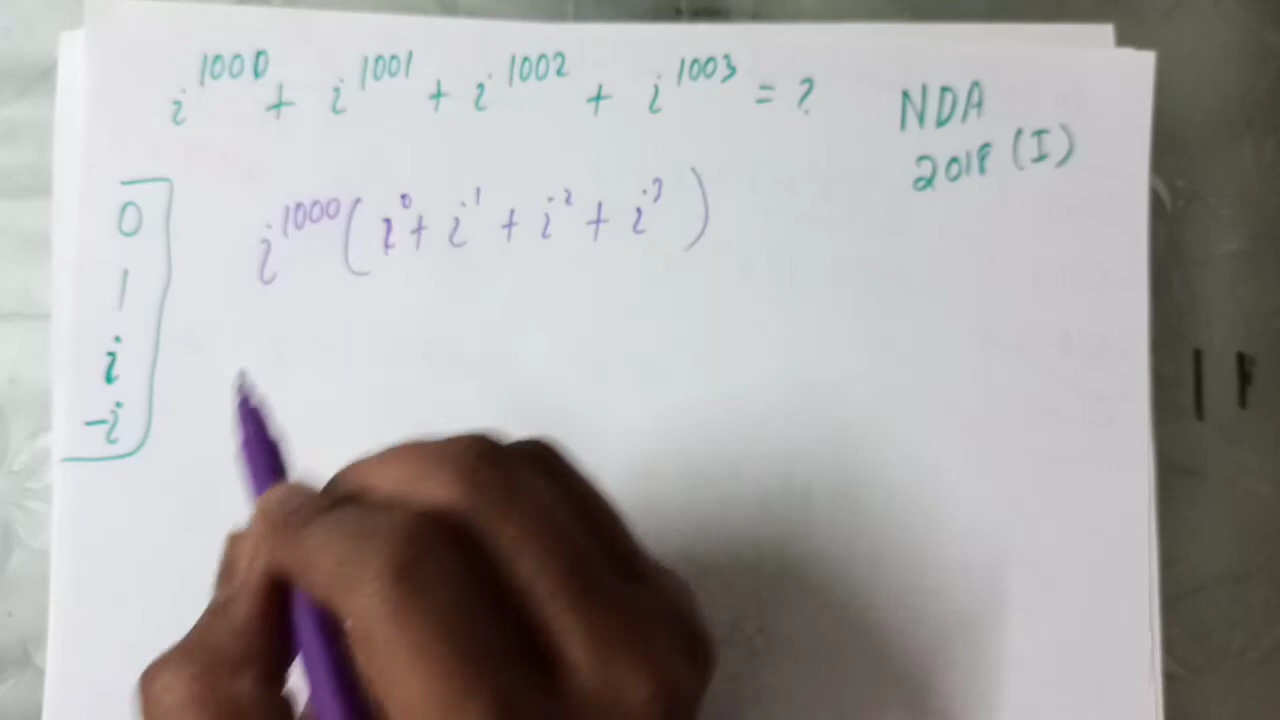 i^1000 + i^1001 + i^1002 + i^1003 = ?
NDA
2018 (I)
i^1000 (i^0 + i^1 + i^2 + i^3)
0
1
i
-i